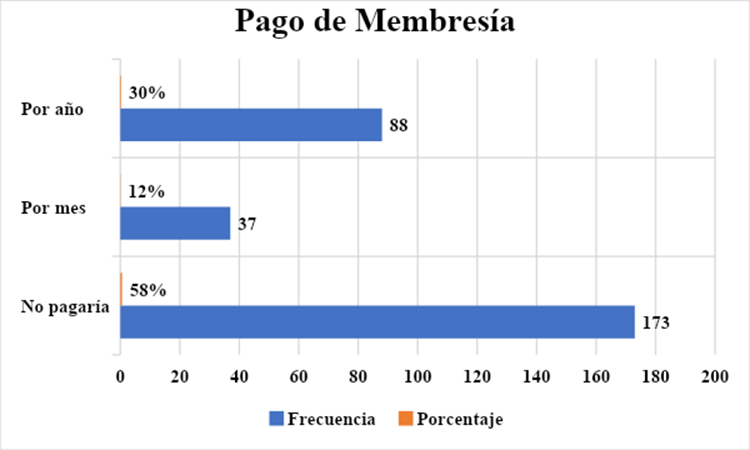 Pago de Membresía
Por año
30%
88
Por mes
12%
37
No pagaría
58%
173
0 20 40 60 80 100 120 140 160 180 200
Frecuencia Porcentaje